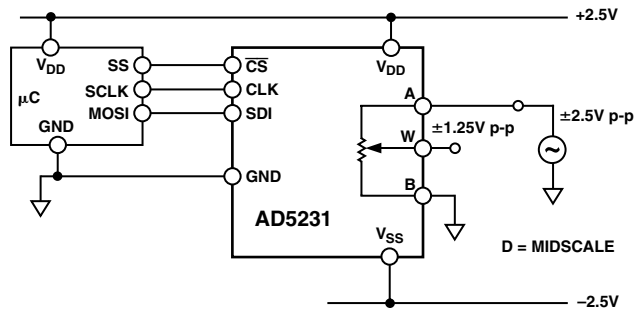 +2.5V
VDD
SS
CS
VDD
μC
SCLK
CLK
A
MOSI
SDI
±2.5V p-p
±1.25V p-p
W
~
GND
GND
B
AD5231
VSS
D = MIDSCALE
−2.5V